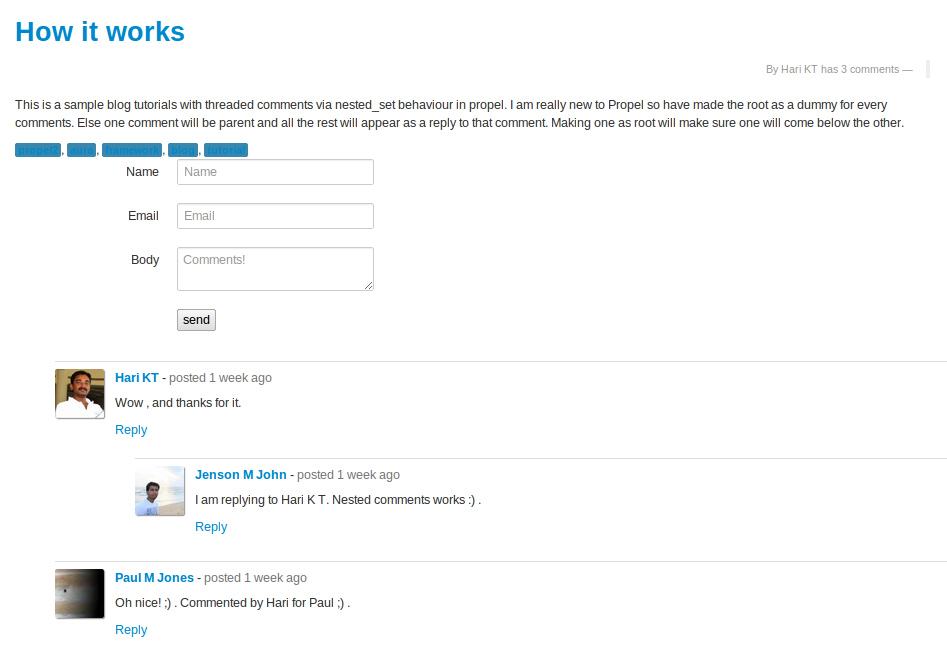 How it works
By Hari KT has 3 comments —
This is a sample blog tutorials with threaded comments via nested_set behaviour in propel. I am really new to Propel so have made the root as a dummy for every
comments. Else one comment will be parent and all the rest will appear as a reply to that comment. Making one as root will make sure one will come below the other.
propel2, aura, framework, blog, tutorial
Name Name
Email Email
Body Comments!
send
Hari KT - posted 1 week ago
Wow , and thanks for it.
Reply
Jenson M John - posted 1 week ago
I am replying to Hari K T. Nested comments works :) .
Reply
Paul M Jones - posted 1 week ago
Oh nice! ;) . Commented by Hari for Paul ;) .
Reply